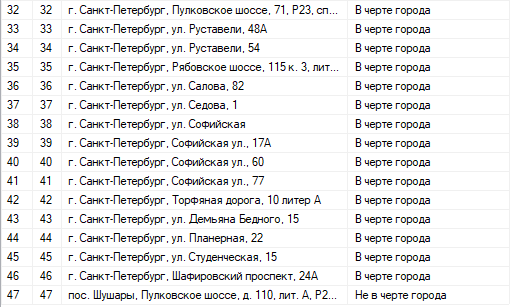 32 32 г. Санкт-Петербург, Пулковское шоссе, 71, Р23, сп... В черте города
33 33 г. Санкт-Петербург, ул. Руставели, 48А В черте города
34 34 г. Санкт-Петербург, ул. Руставели, 54 В черте города
35 35 г. Санкт-Петербург, Рябовское шоссе, 115 к. 3, лит... В черте города
36 36 г. Санкт-Петербург, ул. Салова, 82 В черте города
37 37 г. Санкт-Петербург, ул. Седова, 1 В черте города
38 38 г. Санкт-Петербург, ул. Софийская В черте города
39 39 г. Санкт-Петербург, Софийская ул., 17А В черте города
40 40 г. Санкт-Петербург, Софийская ул., 60 В черте города
41 41 г. Санкт-Петербург, Софийская ул., 77 В черте города
42 42 г. Санкт-Петербург, Торфяная дорога, 10 литер А В черте города
43 43 г. Санкт-Петербург, ул. Демьяна Бедного, 15 В черте города
44 44 г. Санкт-Петербург, ул. Планерная, 22 В черте города
45 45 г. Санкт-Петербург, ул. Студенческая, 15 В черте города
46 46 г. Санкт-Петербург, Шафировский проспект, 24А В черте города
47 47 пос. Шушары, Пулковское шоссе, д. 110, лит. А, Р2... Не в черте города